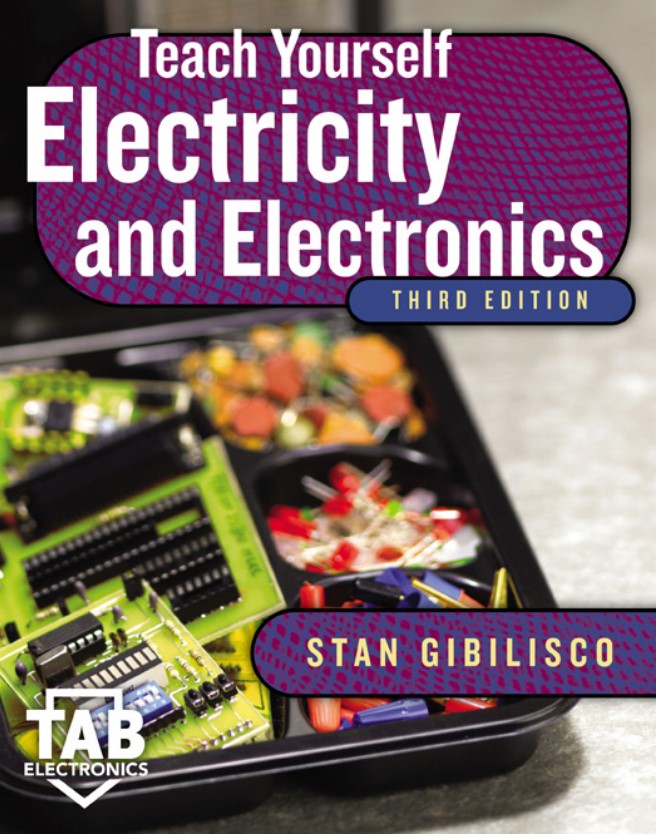 Teach Yourself
Electricity
and Electronics
THIRD EDITION
STAN GIBILISCO
TAB
ELECTRONICS